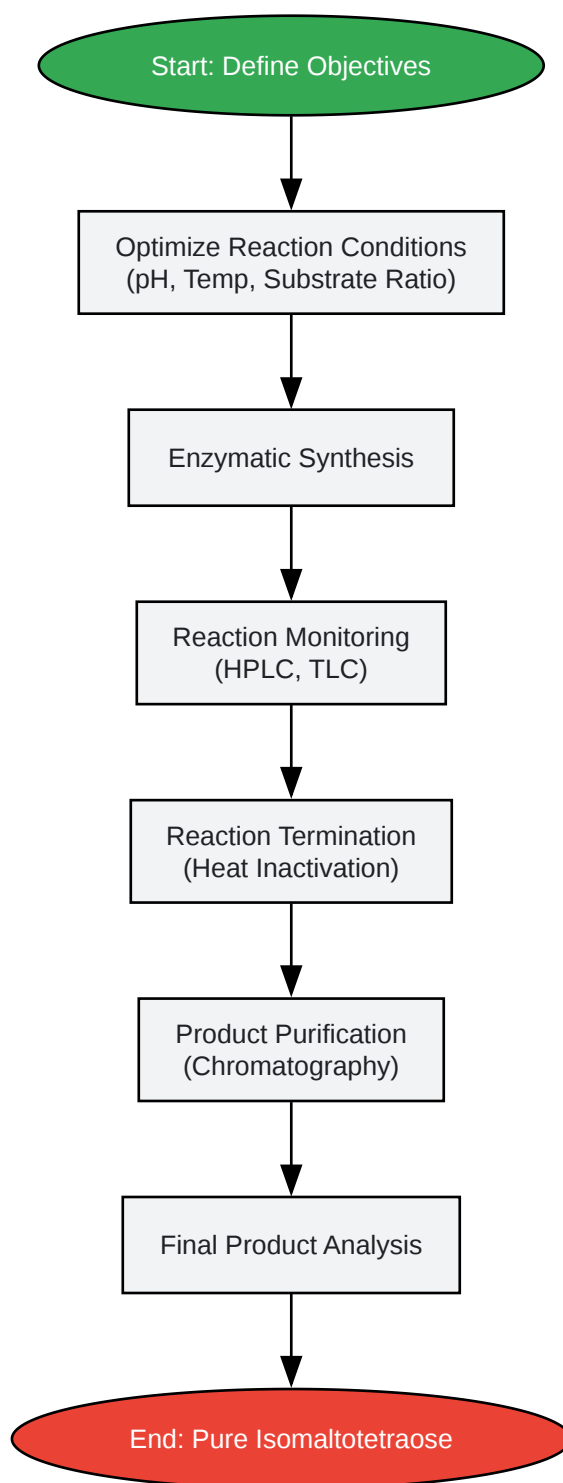 Start: Define Objectives
Optimize Reaction Conditions
(pH, Temp, Substrate Ratio)
Enzymatic Synthesis
Reaction Monitoring
(HPLC, TLC)
Reaction Termination
(Heat Inactivation)
Product Purification
(Chromatography)
Final Product Analysis
End: Pure Isomaltotetraose